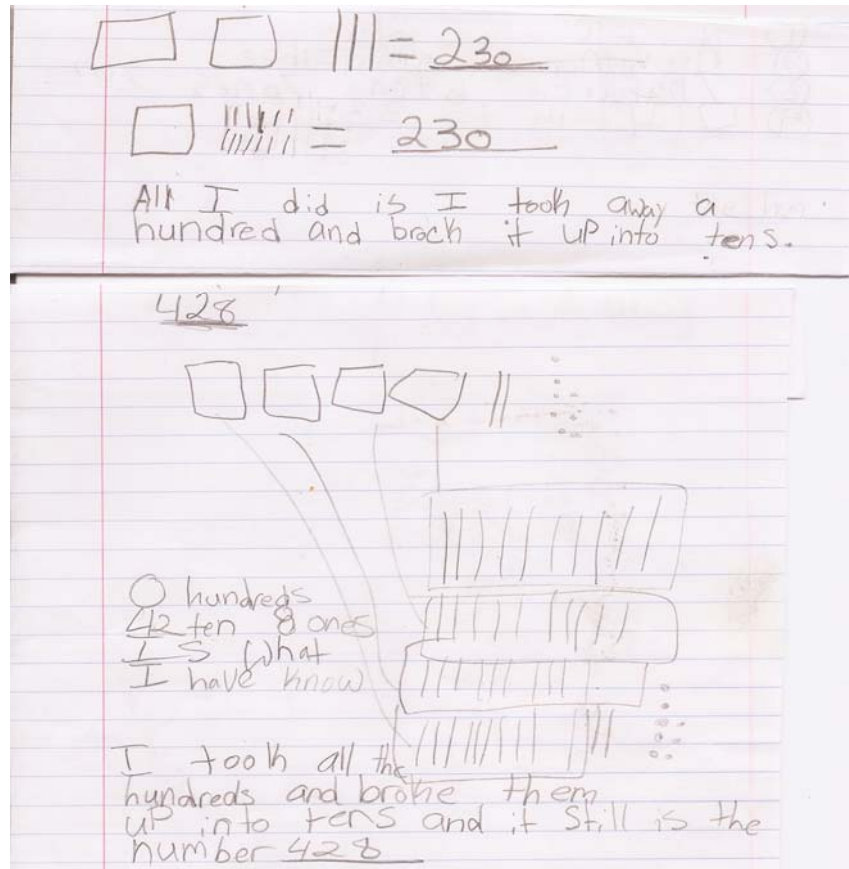 = 230
= 230
All I did is I took away a
hundred and broch it up into tens.
428
0 hundreds
42 ten 8 ones
IS what
I have know
I took all the
hundreds and broke them
up into tens and it still is the
number 428